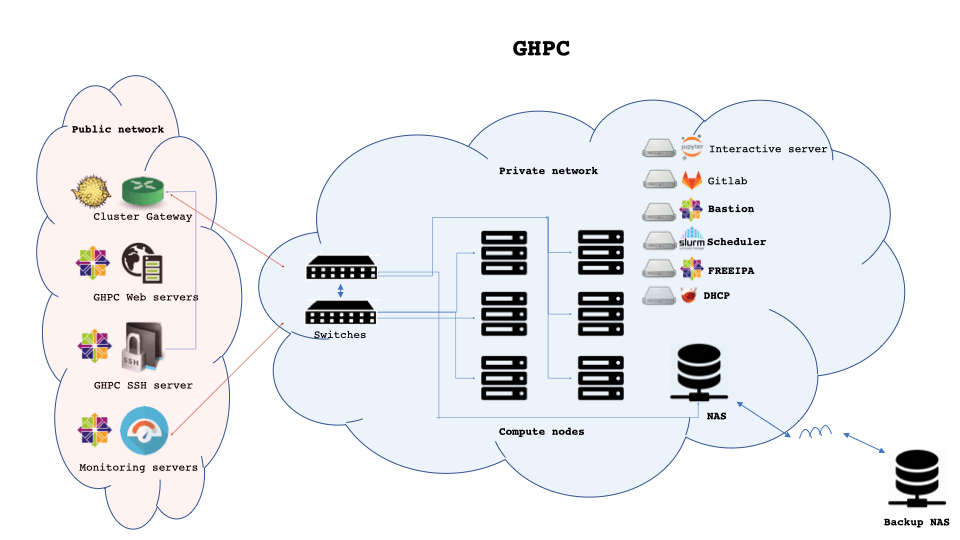 GHPC
Public network
Cluster Gateway
GHPC Web servers
SSH
GHPC SSH server
Monitoring servers
Private network
Switches
Compute nodes
jupyter
Interactive server
Gitlab
Bastion
slurm
Scheduler
FREEIPA
DHCP
NAS
Backup NAS